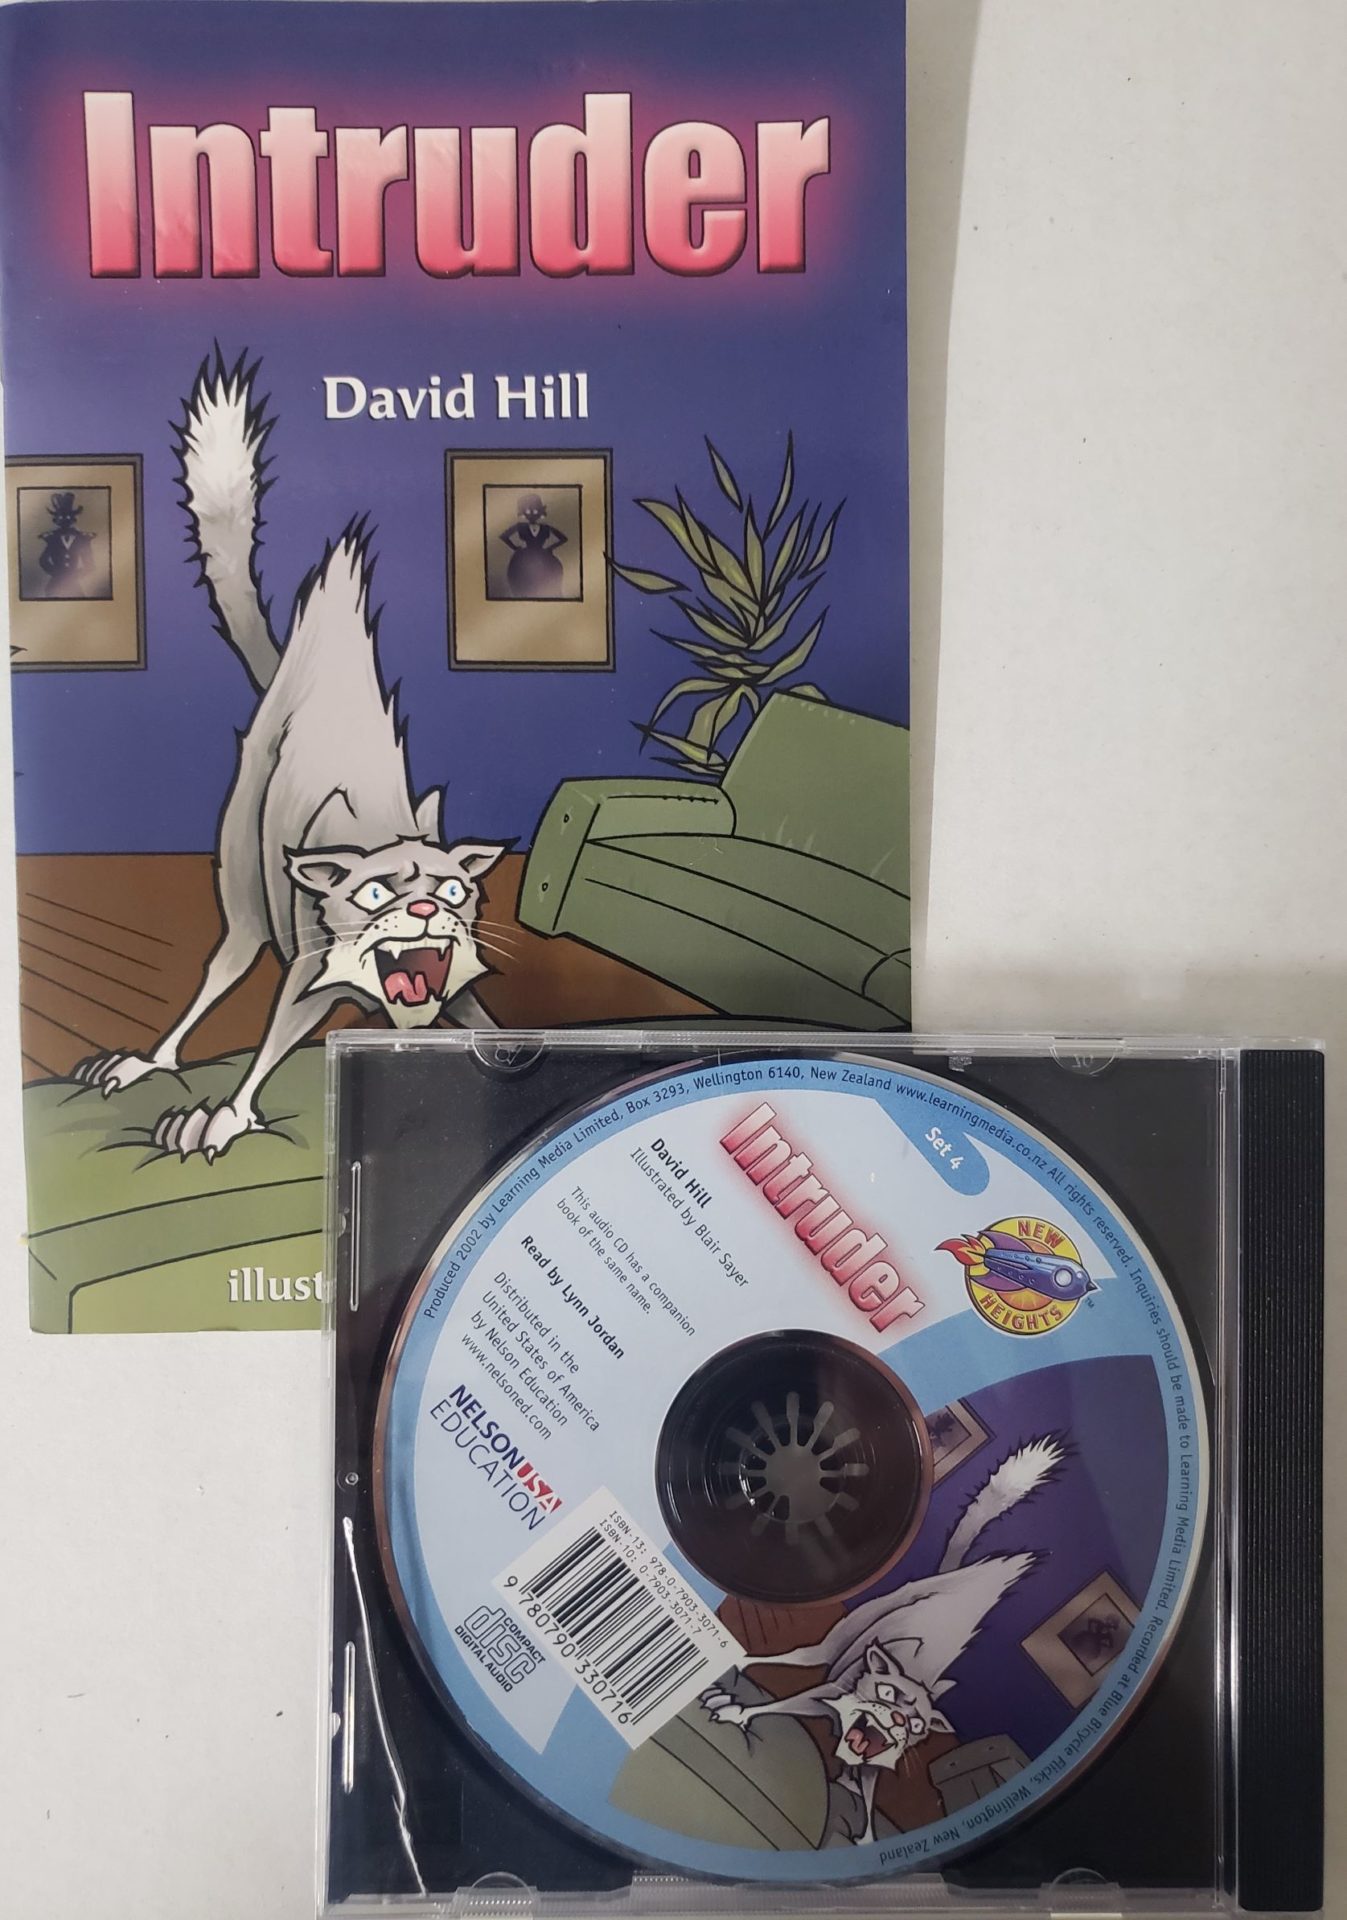 Intruder
David Hill
illust
Produced 2002 by Learning Media Limited, Box 3293, Wellington 6140, New Zealand www.learningmedia.co.nz All rights reserved. Inquiries should be made to Learning Media Limited. Recorded at Blue Bicycle Flicks, Wellington, New Zealand
Set 4
NEW
HEIGHTS
TM
Intruder
David Hill
Illustrated by Blair Sayer
This audio CD has a companion
book of the same name.
Read by Lynn Jordan
Distributed in the
United States of America
by Nelson Education
www.nelsoned.com
NELSON USA
EDUCATION
ISBN-13: 978-0-7903-3071-6
ISBN-10: 0-7903-3071-7
9 780790 330716
COMPACT
disc
DIGITAL AUDIO